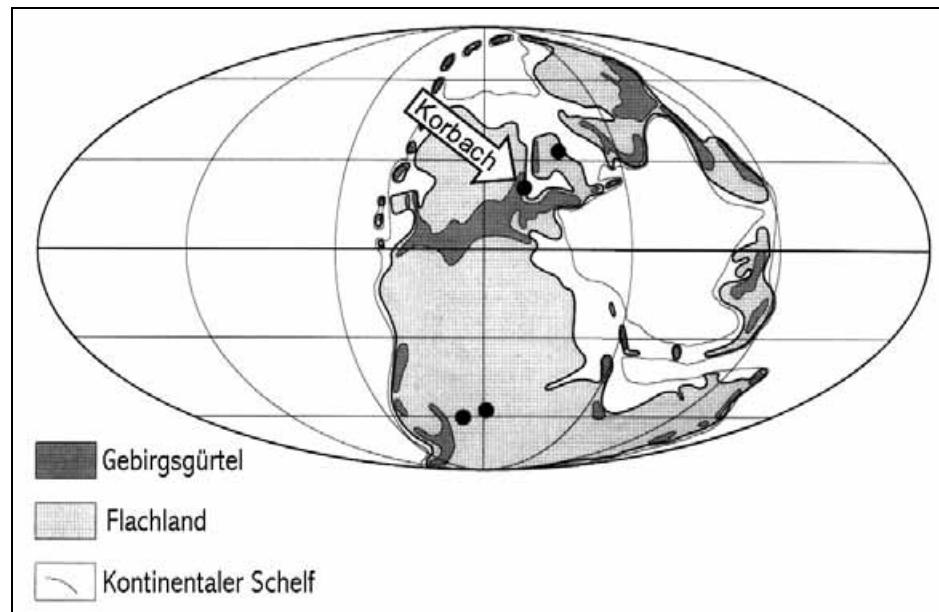 Korbach
Gebirgsgürtel
Flachland
Kontinentaler Schelf